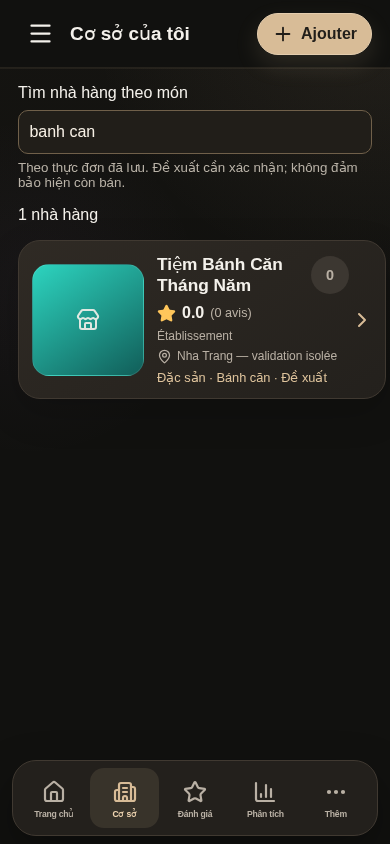 Cơ sở của tôi
Ajouter
Tìm nhà hàng theo món
banh can
Theo thực đơn đã lưu. Đề xuất cần xác nhận; không đảm
bảo hiện còn bán.
1 nhà hàng
Tiệm Bánh Căn
Tháng Năm
0
0.0 (0 avis)
Établissement
Nha Trang — validation isolée
Đặc sản · Bánh căn · Đề xuất
Trang chủ
Cơ sở
Đánh giá
Phân tích
Thêm